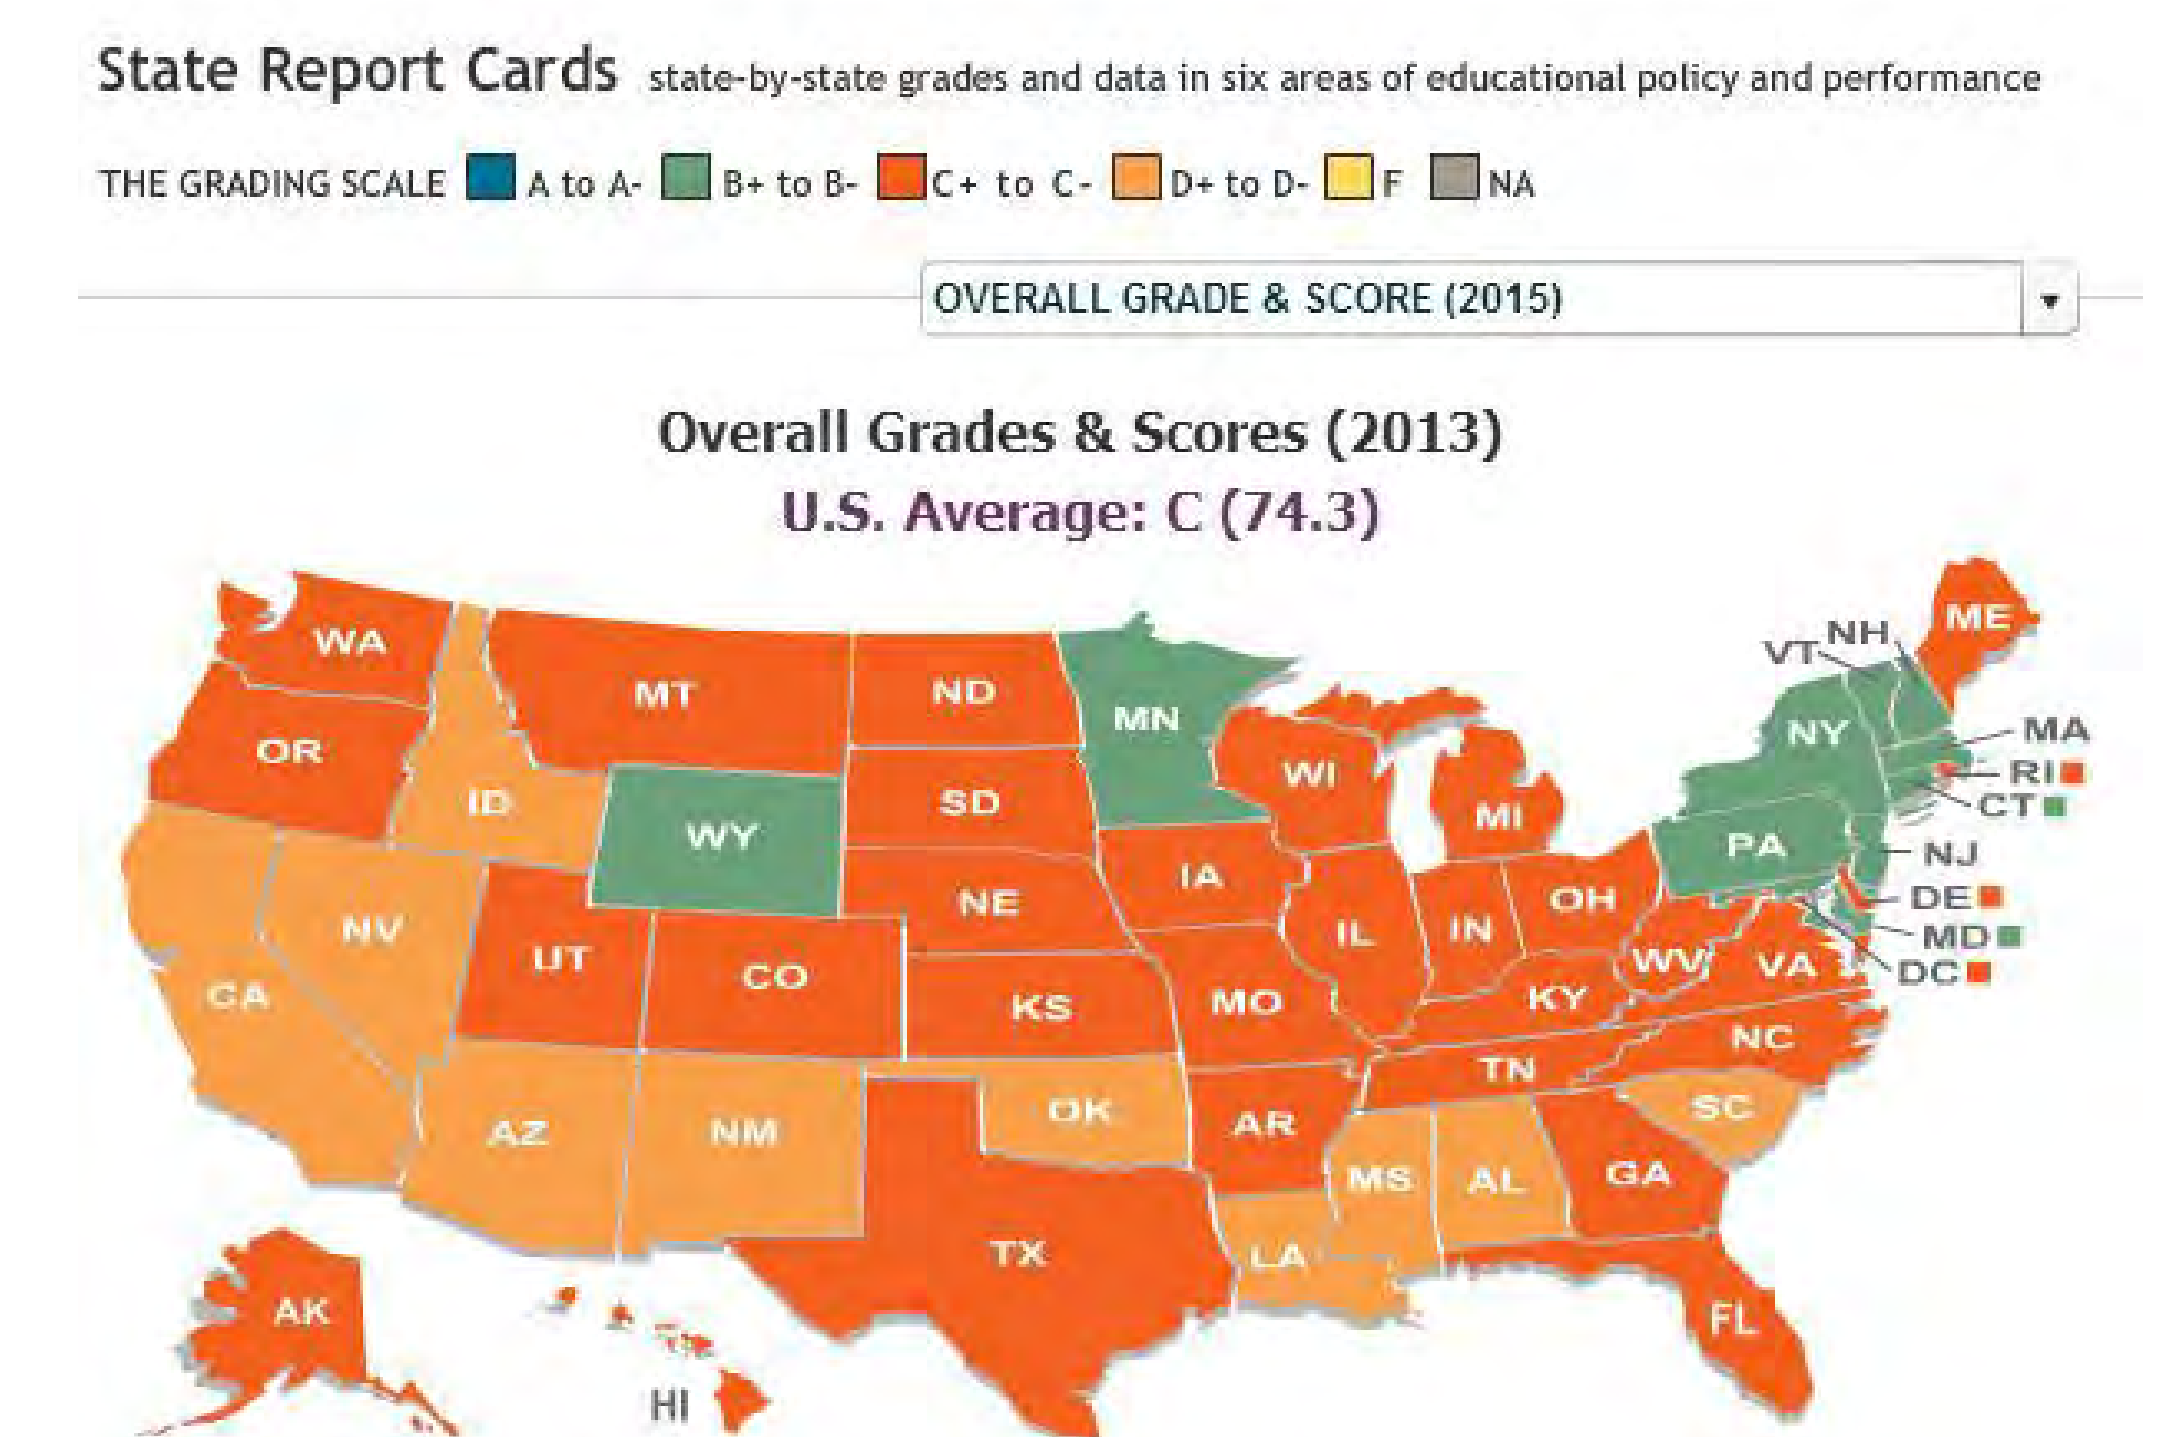 State Report Cards state-by-state grades and data in six areas of educational policy and performance
THE GRADING SCALE A to A- B+ to B- C+ to C- D+ to D- F NA
OVERALL GRADE & SCORE (2015)
Overall Grades & Scores (2013)
U.S. Average: C (74.3)
WA
MT
ND
MN
VT
NH
ME
OR
ID
WY
SD
WI
MI
NY
MA
RI
CT
NV
UT
CO
NE
IA
IL
IN
OH
PA
NJ
DE
MD
DC
GA
KS
MO
KY
WV
VA
AZ
NM
OK
AR
TN
NC
SC
TX
LA
MS
AL
GA
FL
AK
HI